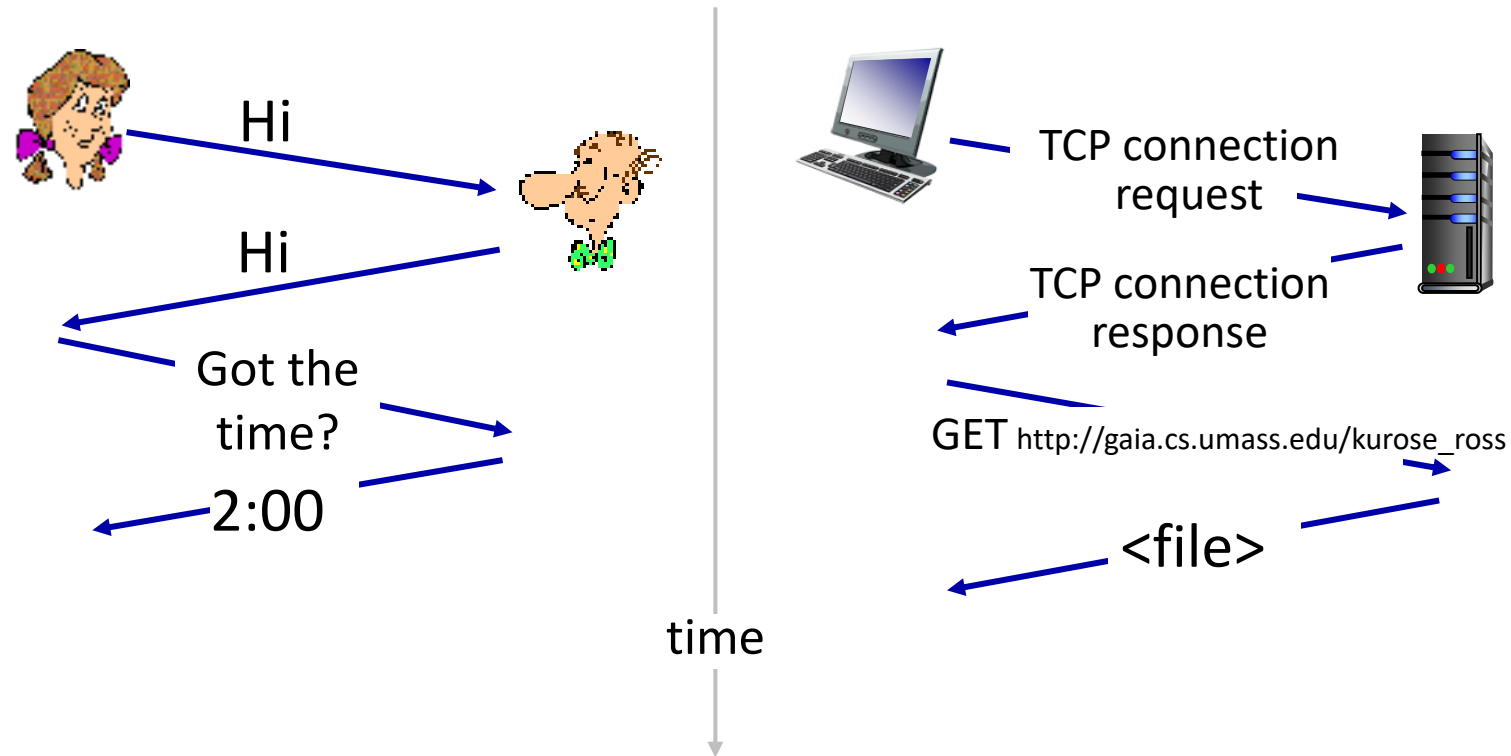 Hi
Hi
Got the
time?
2:00
TCP connection
request
TCP connection
response
GET http://gaia.cs.umass.edu/kurose_ross
<file>
time